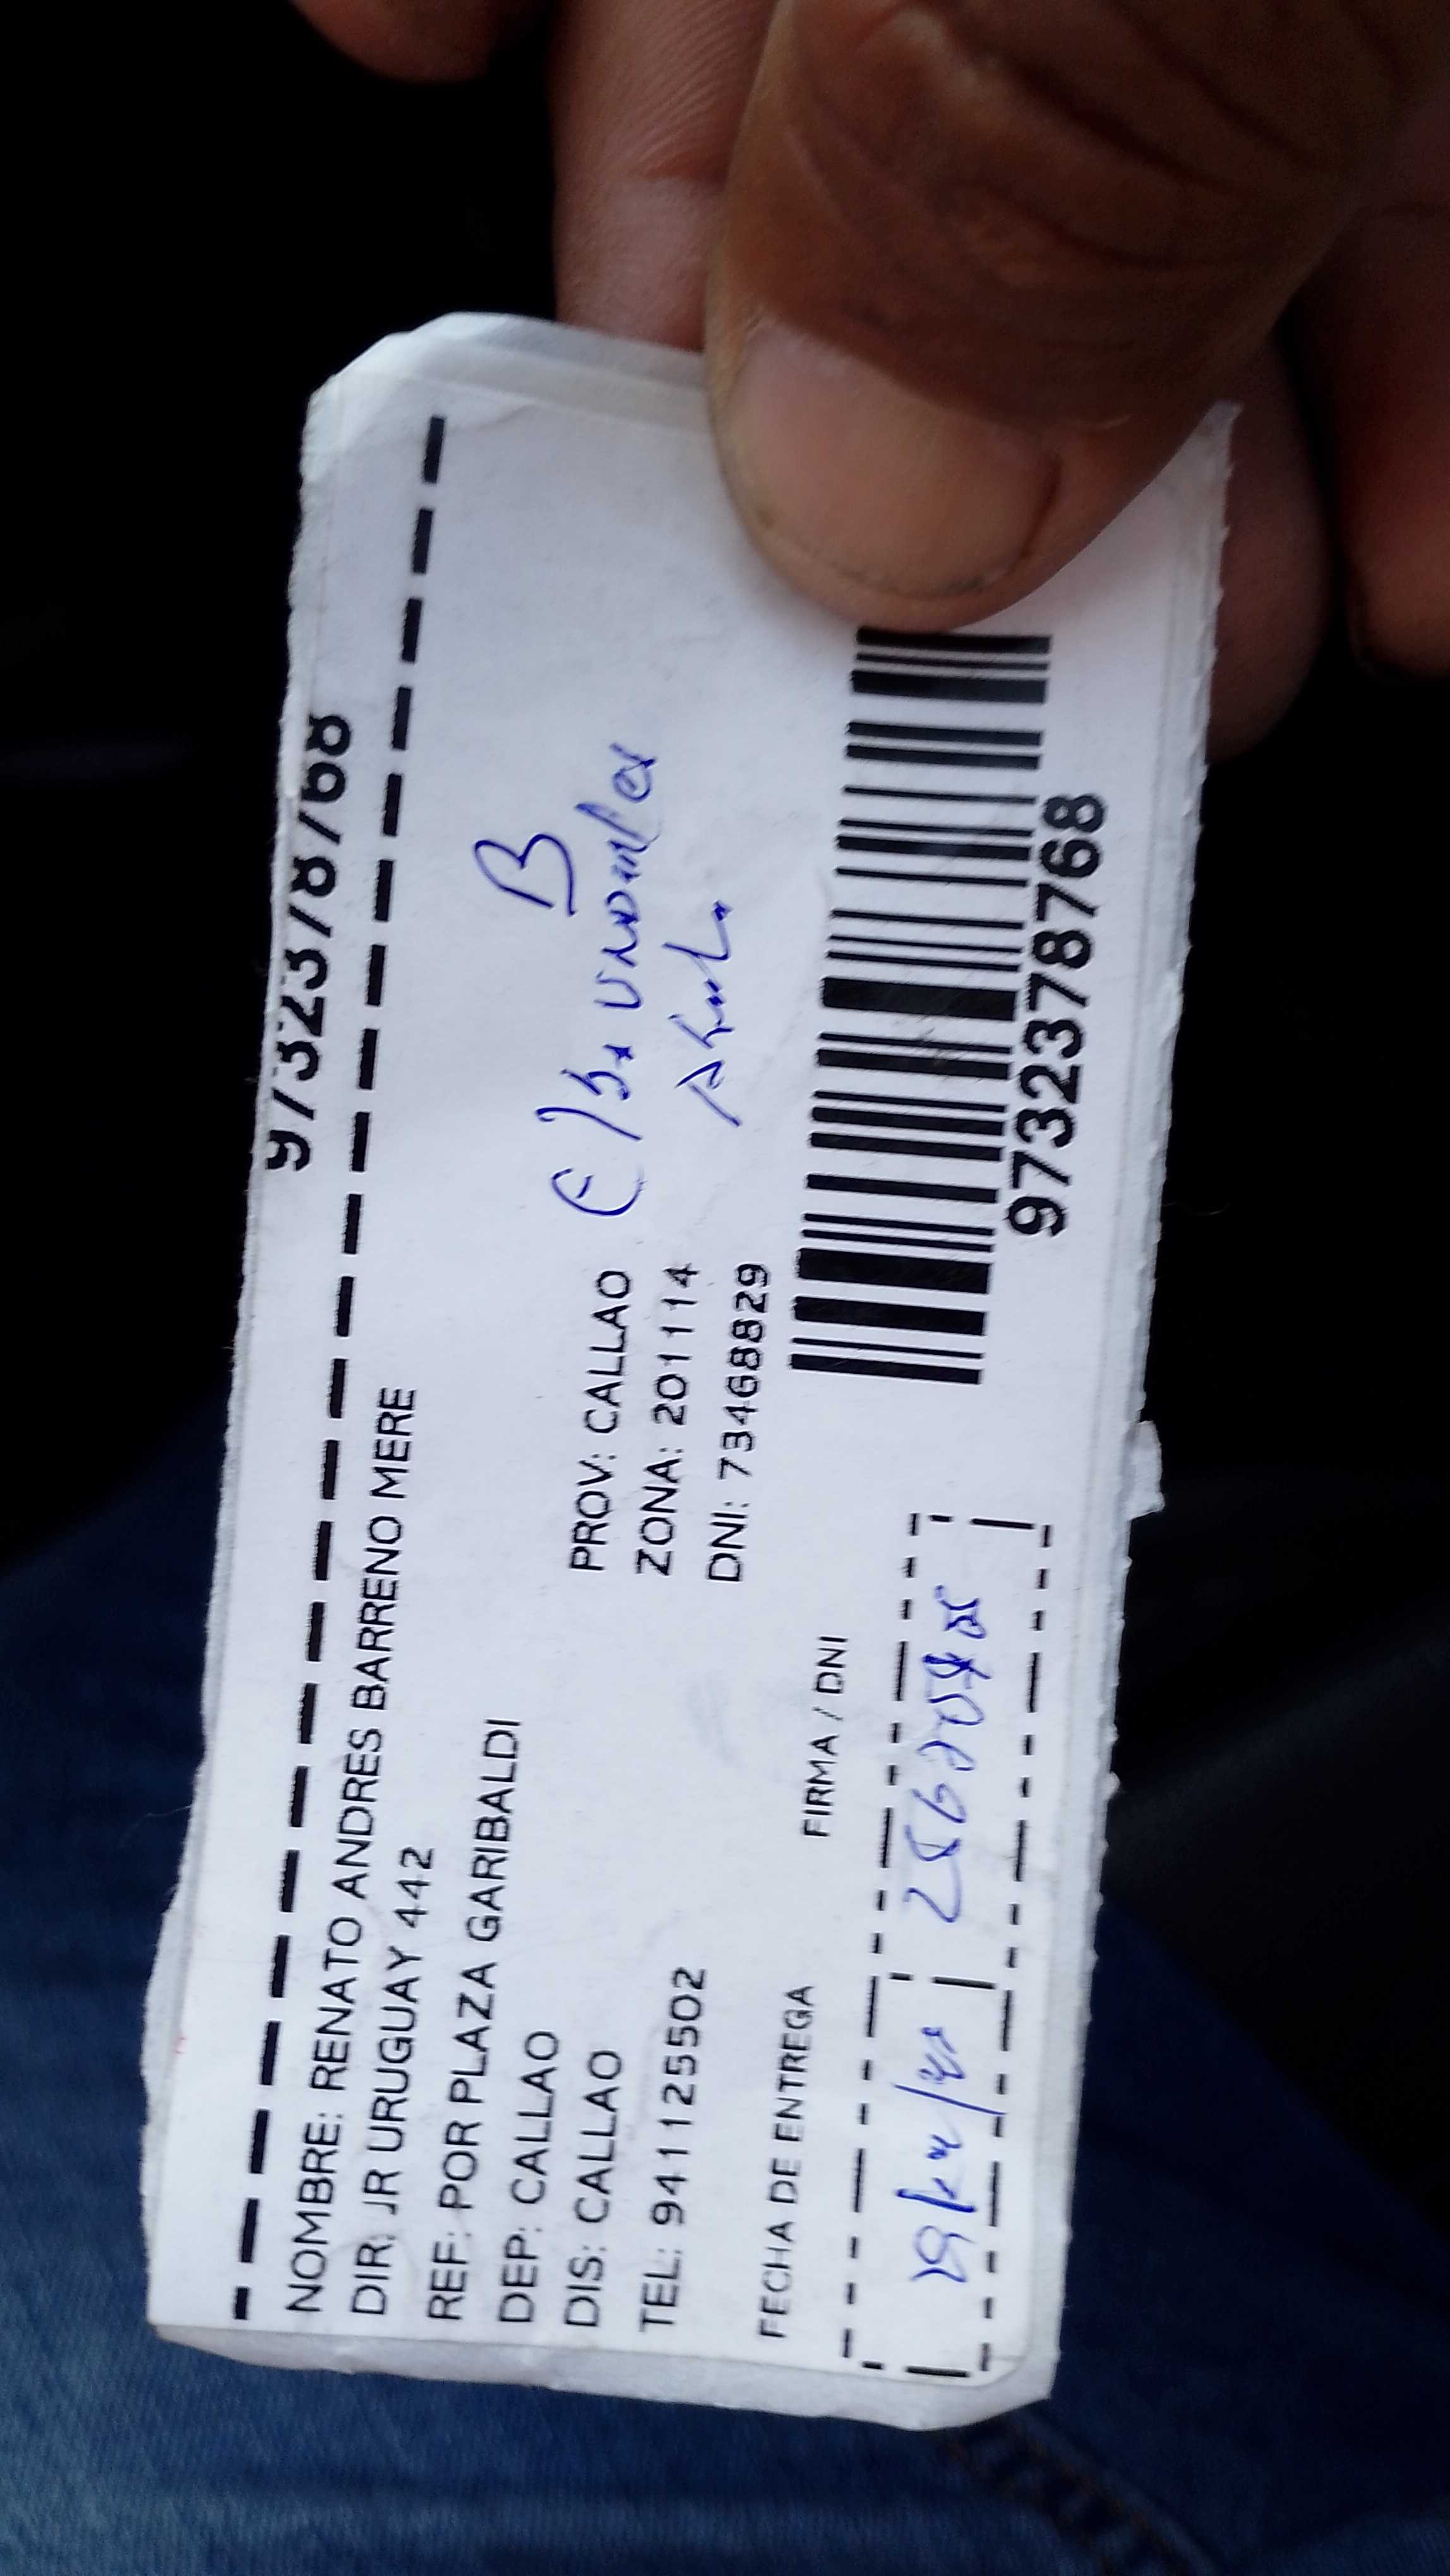 9732378768
NOMBRE: RENATO ANDRES BARRENO MERE
DIR: JR URUGUAY 442
REF: POR PLAZA GARIBALDI
DEP: CALLAO
PROV: CALLAO
DIS: CALLAO
ZONA: 201114
TEL: 941125502
DNI: 73468829
B
FECHA DE ENTREGA
FIRMA / DNI
9732378768